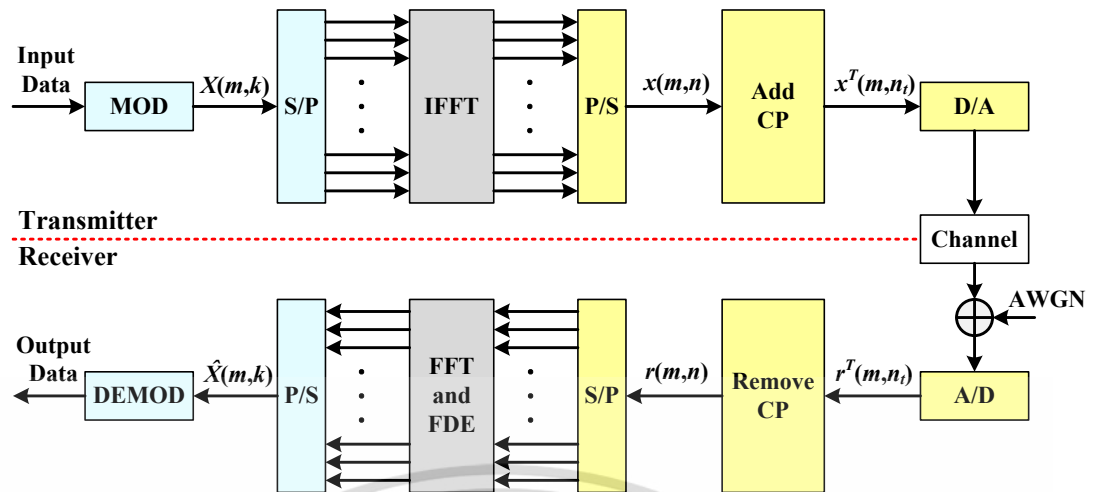 Input
Data
MOD
X(m,k)
S/P
IFFT
P/S
x(m,n)
Add
CP
x^T(m,n_t)
D/A
Transmitter
Receiver
Channel
AWGN
Output
Data
DEMOD
X̂(m,k)
P/S
FFT
and
FDE
S/P
r(m,n)
Remove
CP
r^T(m,n_t)
A/D